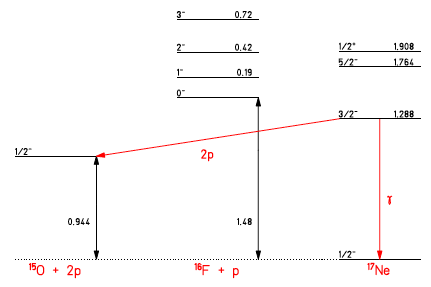 3⁻ 0.72
2⁻ 0.42
1/2⁺ 1.908
5/2⁻ 1.764
1⁻ 0.19
0⁻
3/2⁻ 1.288
1/2⁻
2p
γ
0.944
1.48
1/2⁻
¹⁵O + 2p
¹⁶F + p
¹⁷Ne